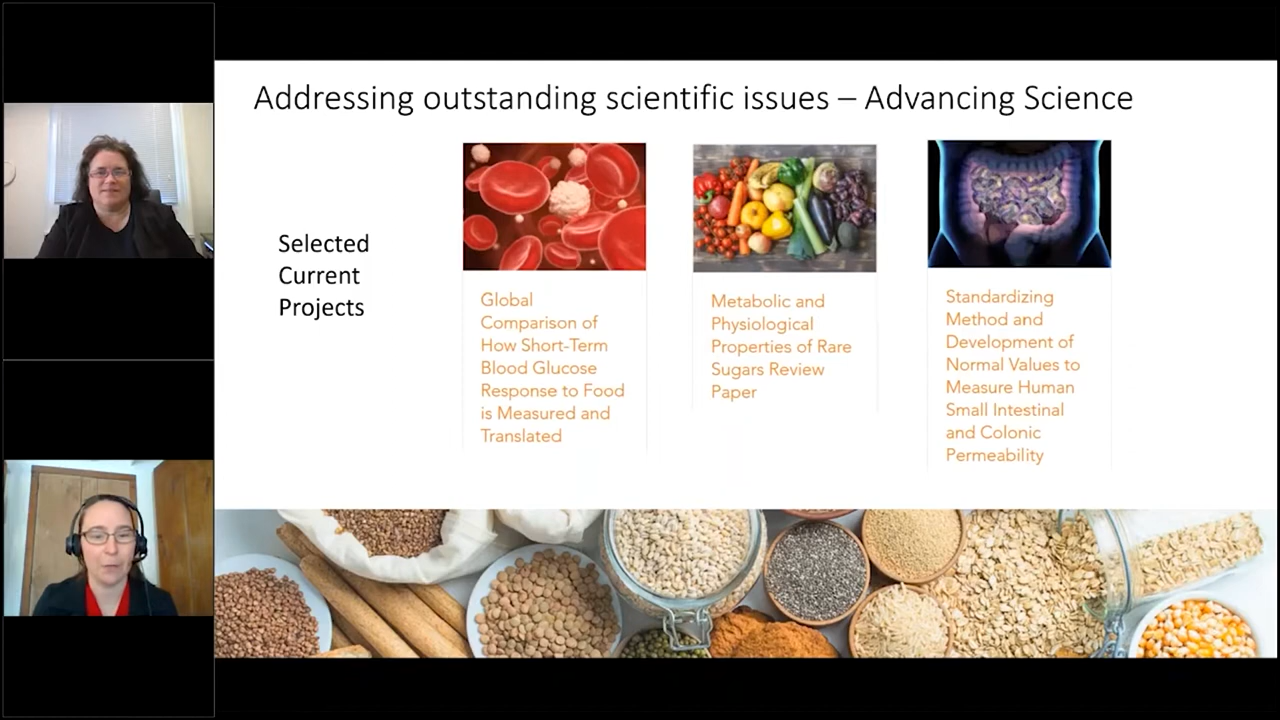 Addressing outstanding scientific issues – Advancing Science
Selected
Current
Projects
Global
Comparison of
How Short-Term
Blood Glucose
Response to Food
is Measured and
Translated
Metabolic and
Physiological
Properties of Rare
Sugars Review
Paper
Standardizing
Method and
Development of
Normal Values to
Measure Human
Small Intestinal
and Colonic
Permeability